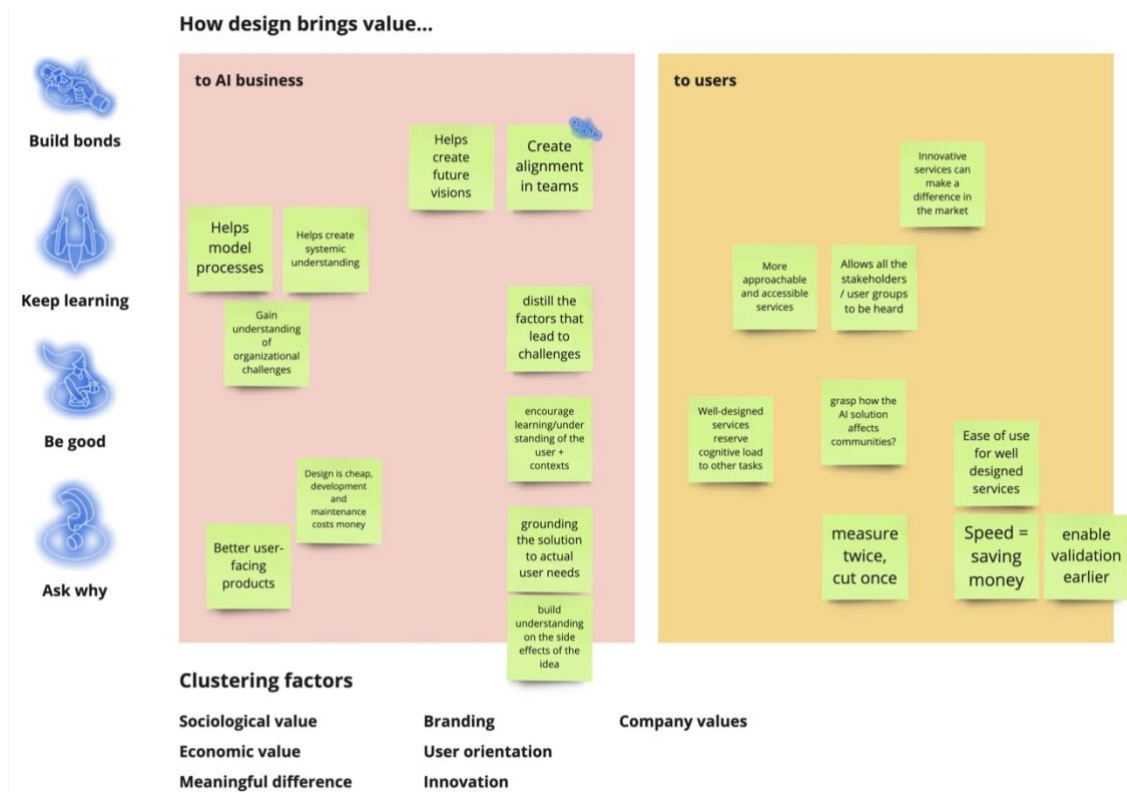 How design brings value...
Build bonds
Keep learning
Be good
Ask why
to AI business
Helps
create
future
visions
Create
alignment
in teams
Helps
model
processes
Helps create
systemic
understanding
Gain
understanding
of
organizational
challenges
distill the
factors that
lead to
challenges
encourage
learning/under
standing of the
user +
contexts
Design is cheap,
development
and
maintenance
costs money
Better user-
facing
products
grounding
the solution
to actual
user needs
build
understanding
on the side
effects of the
idea
to users
Innovative
services can
make a
difference in
the market
More
approachable
and accessible
services
Allows all the
stakeholders
/ user groups
to be heard
Well-designed
services
reserve
cognitive load
to other tasks
grasp how the
AI solution
affects
communities?
Ease of use
for well
designed
services
measure
twice,
cut once
Speed =
saving
money
enable
validation
earlier
Clustering factors
Sociological value
Economic value
Meaningful difference
Branding
User orientation
Innovation
Company values